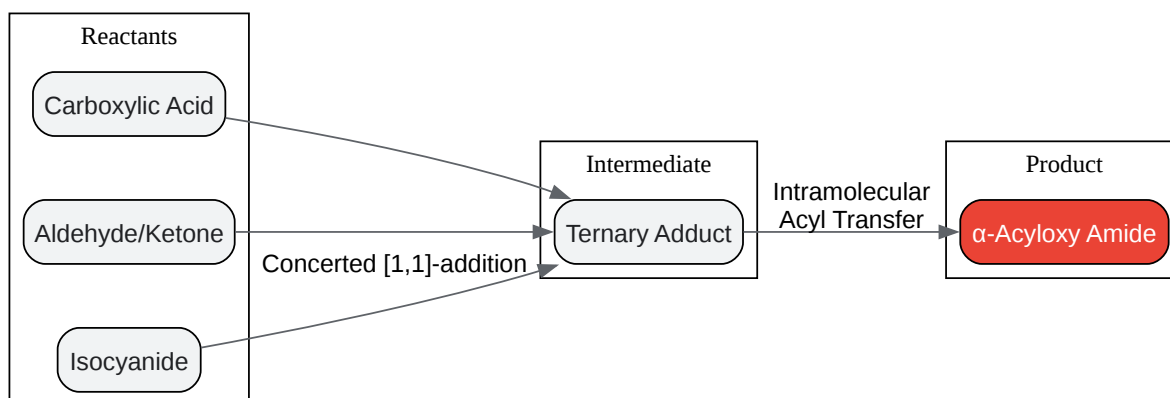 Reactants
Carboxylic Acid
Aldehyde/Ketone
Isocyanide
Concerted [1,1]-addition
Intermediate
Ternary Adduct
Intramolecular
Acyl Transfer
Product
α-Acyloxy Amide